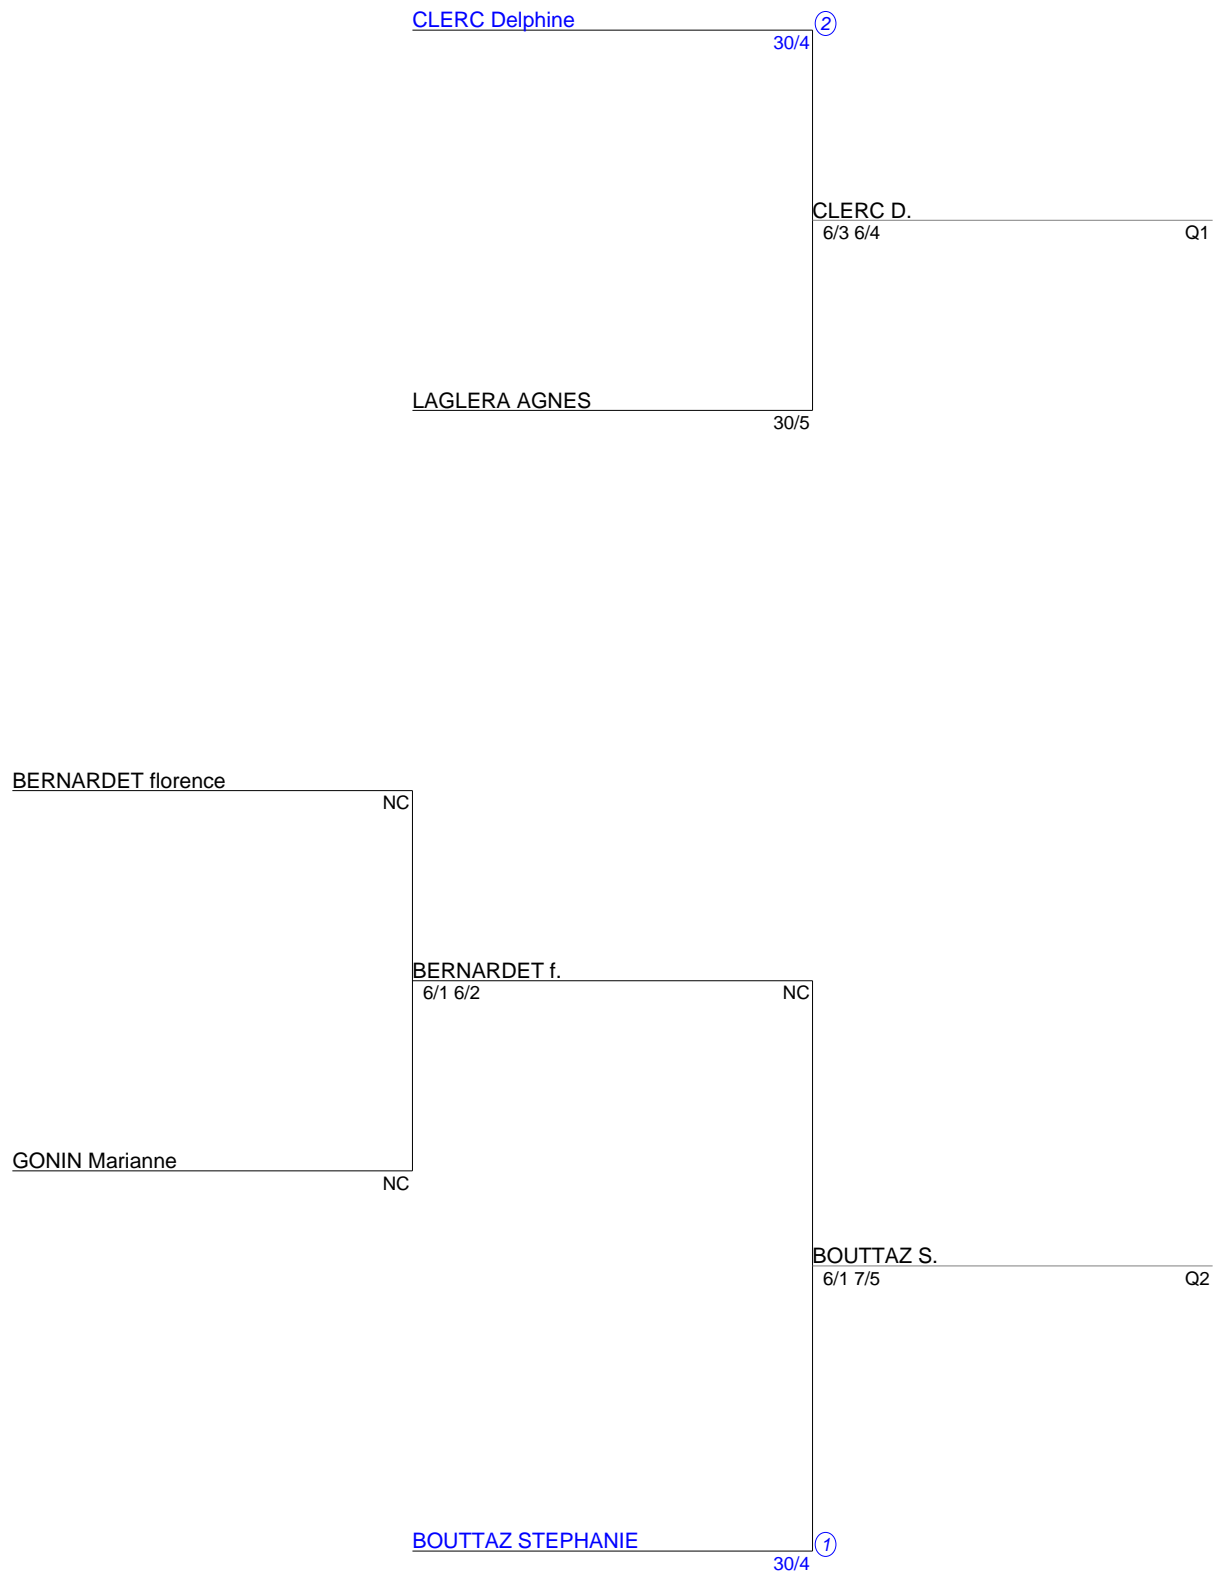 CLERC Delphine
2
30/4
CLERC D.
6/3 6/4
Q1
LAGLERA AGNES
30/5
BERNARDET florence
NC
BERNARDET f.
6/1 6/2
NC
GONIN Marianne
NC
BOUTTAZ S.
6/1 7/5
Q2
BOUTTAZ STEPHANIE
1
30/4